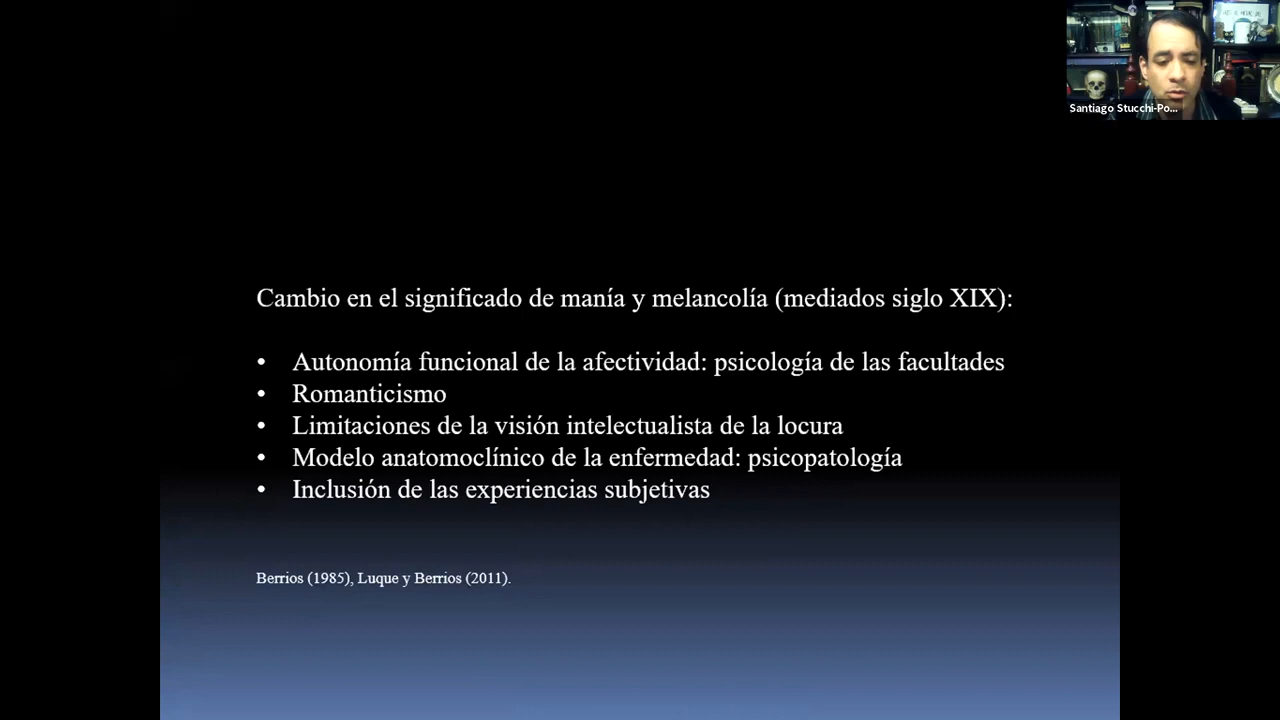 Santiago Stucchi-Po...
Cambio en el significado de manía y melancolía (mediados siglo XIX):
• Autonomía funcional de la afectividad: psicología de las facultades
• Romanticismo
• Limitaciones de la visión intelectualista de la locura
• Modelo anatomoclínico de la enfermedad: psicopatología
• Inclusión de las experiencias subjetivas
Berrios (1985), Luque y Berrios (2011).